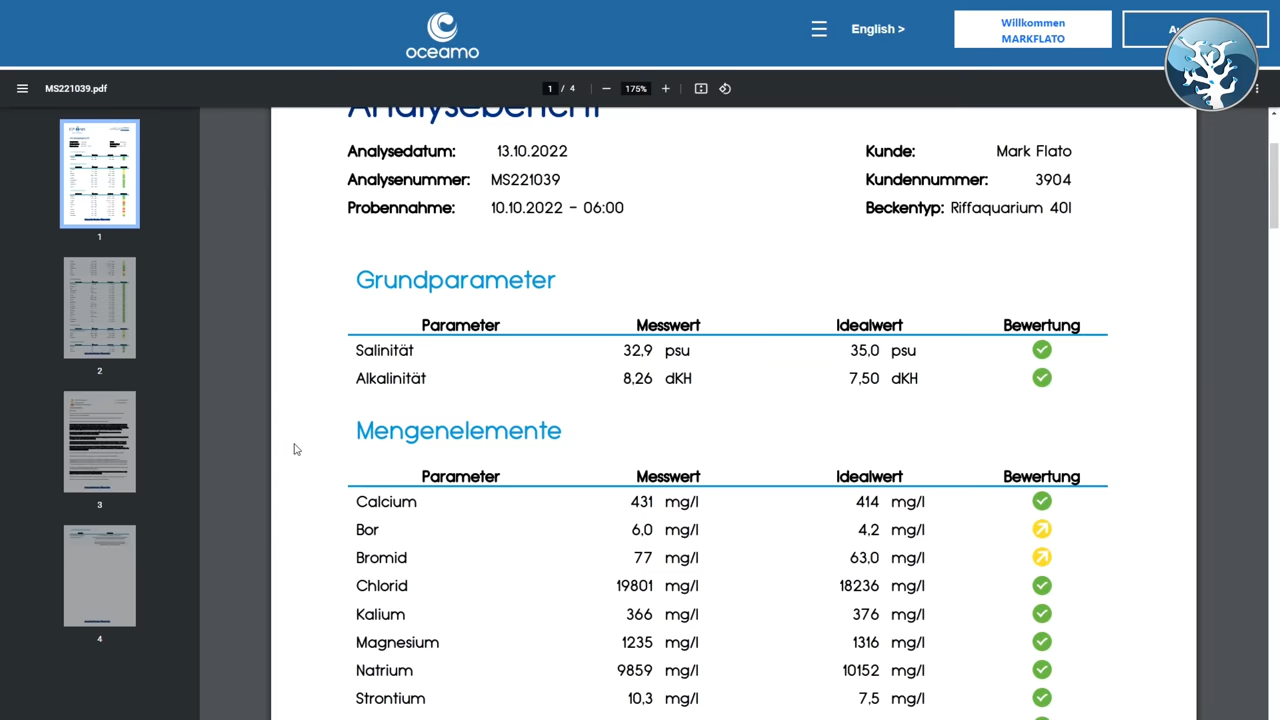 oceamo
English >
Willkommen
MARKFLATO
MS221039.pdf
1 / 4
175%
Analysebericht
Analysedatum: 13.10.2022
Kunde: Mark Flato
Analysenummer: MS221039
Kundennummer: 3904
Probennahme: 10.10.2022 - 06:00
Beckentyp: Riffaquarium 40l
Grundparameter
Parameter Messwert Idealwert Bewertung
Salinität 32,9 psu 35,0 psu
Alkalinität 8,26 dKH 7,50 dKH
Mengenelemente
Parameter Messwert Idealwert Bewertung
Calcium 431 mg/l 414 mg/l
Bor 6,0 mg/l 4,2 mg/l
Bromid 77 mg/l 63,0 mg/l
Chlorid 19801 mg/l 18236 mg/l
Kalium 366 mg/l 376 mg/l
Magnesium 1235 mg/l 1316 mg/l
Natrium 9859 mg/l 10152 mg/l
Strontium 10,3 mg/l 7,5 mg/l
1
2
3
4